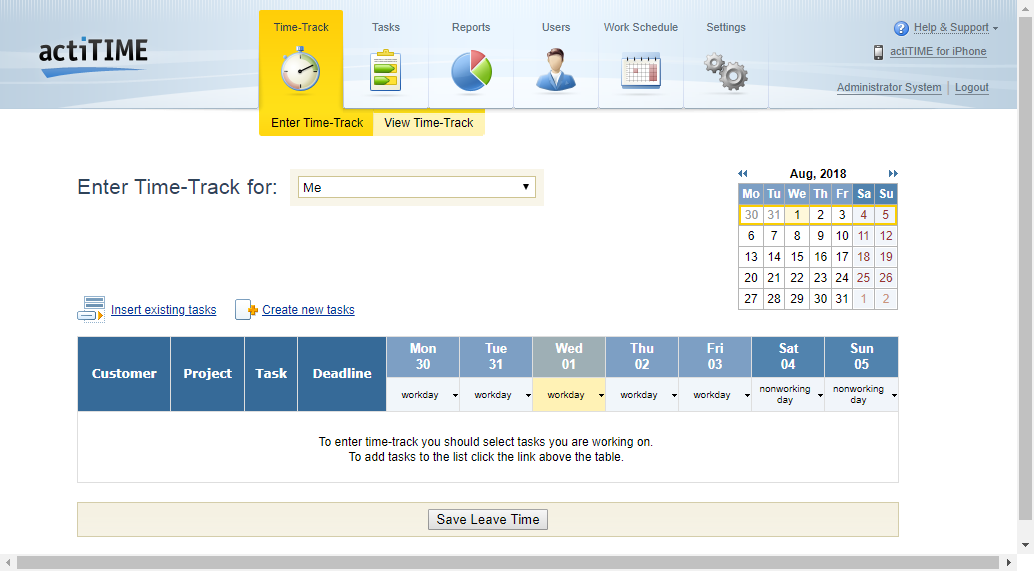 actiTIME
Time-Track
Tasks
Reports
Users
Work Schedule
Settings
Help & Support
actiTIME for iPhone
Administrator System
Logout
Enter Time-Track
View Time-Track
Enter Time-Track for:
Me
Aug, 2018
Mo Tu We Th Fr Sa Su
30 31 1 2 3 4 5
6 7 8 9 10 11 12
13 14 15 16 17 18 19
20 21 22 23 24 25 26
27 28 29 30 31 1 2
Insert existing tasks
Create new tasks
Customer Project Task Deadline
Mon Tue Wed Thu Fri Sat Sun
30 31 01 02 03 04 05
workday workday workday workday workday nonworking day nonworking day
To enter time-track you should select tasks you are working on.
To add tasks to the list click the link above the table.
Save Leave Time